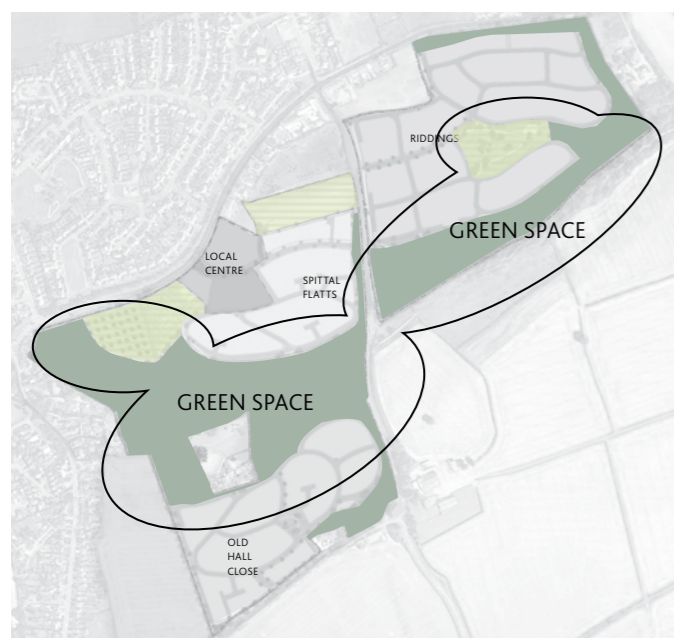 RIDDINGS
GREEN SPACE
LOCAL
CENTRE
SPITTAL
FLATTS
GREEN SPACE
OLD
HALL
CLOSE